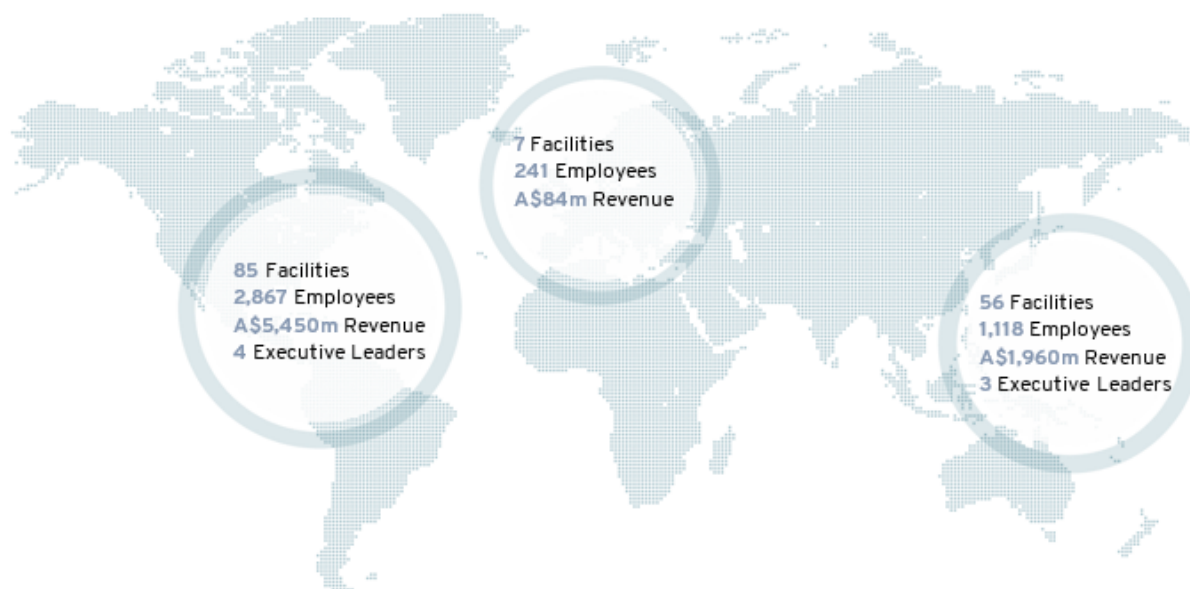 7 Facilities
241 Employees
A$84m Revenue
85 Facilities
2,867 Employees
A$5,450m Revenue
4 Executive Leaders
56 Facilities
1,118 Employees
A$1,960m Revenue
3 Executive Leaders